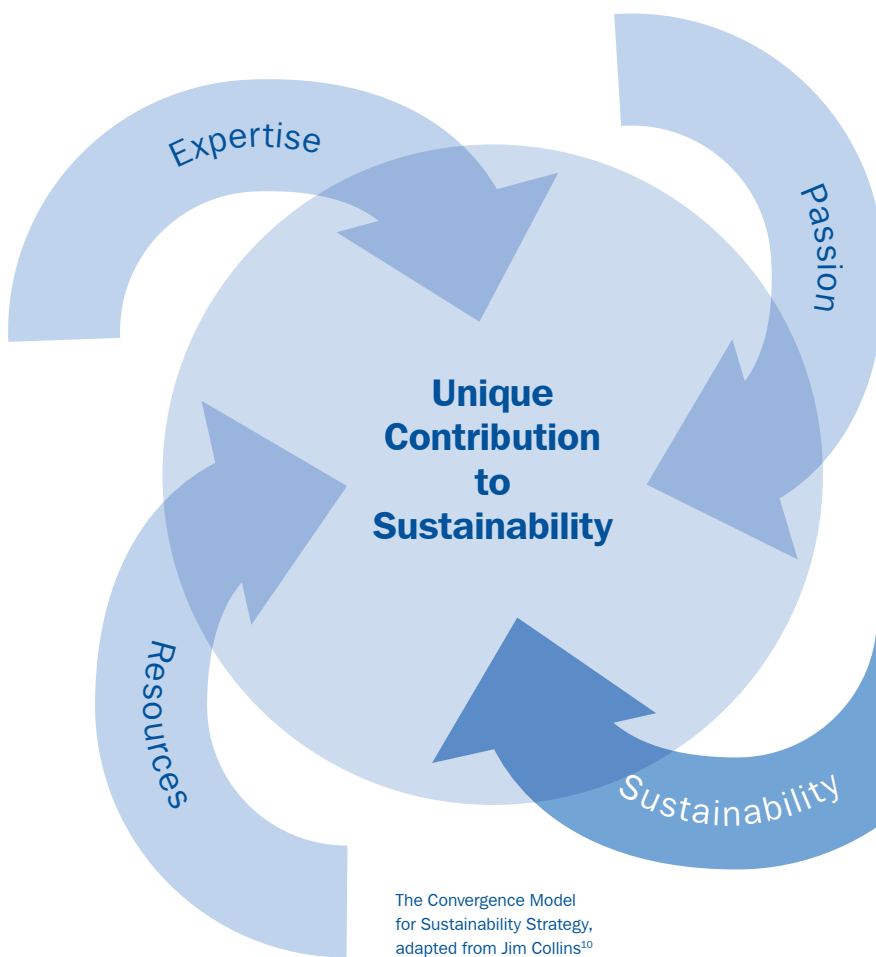 Expertise
Passion
Unique
Contribution
to
Sustainability
Resources
Sustainability
The Convergence Model
for Sustainability Strategy,
adapted from Jim Collins¹⁰